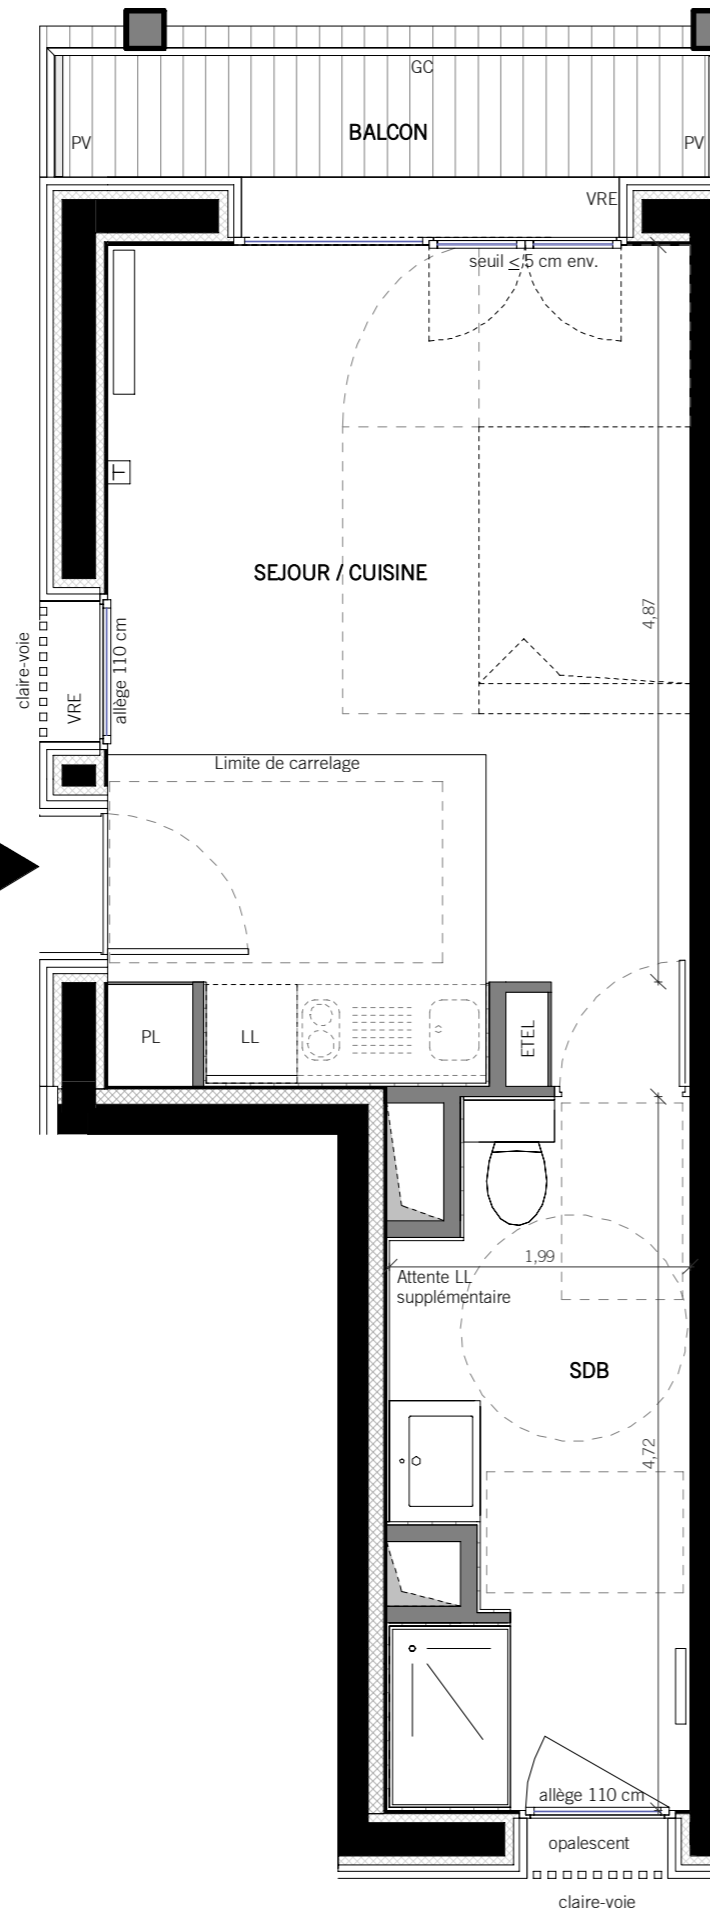 GC
BALCON
PV
PV
VRE
seuil ≤ 5 cm env.
T
SEJOUR / CUISINE
4,87
claire-voie
VRE
allège 110 cm
Limite de carrelage
PL
LL
ETEL
1,99
Attente LL
supplémentaire
SDB
4,72
allège 110 cm
opalescent
claire-voie